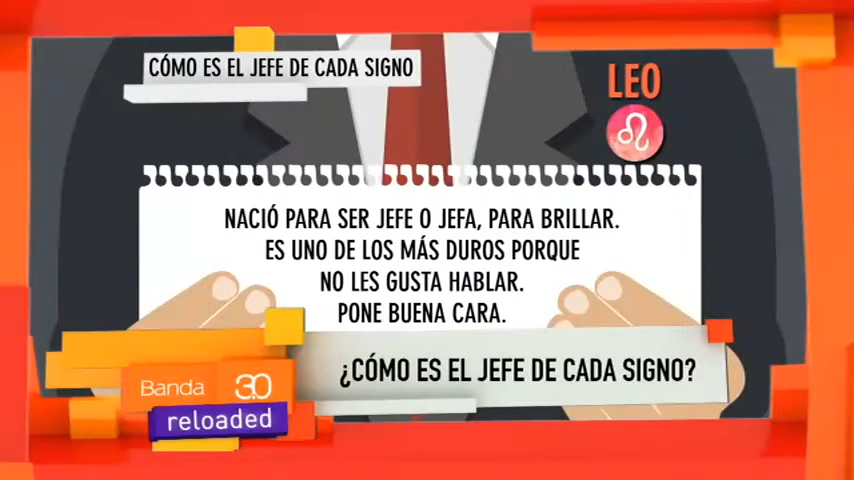 CÓMO ES EL JEFE DE CADA SIGNO
LEO
NACIÓ PARA SER JEFE O JEFA, PARA BRILLAR.
ES UNO DE LOS MÁS DUROS PORQUE
NO LES GUSTA HABLAR.
PONE BUENA CARA.
¿CÓMO ES EL JEFE DE CADA SIGNO?
Banda 3.0
reloaded